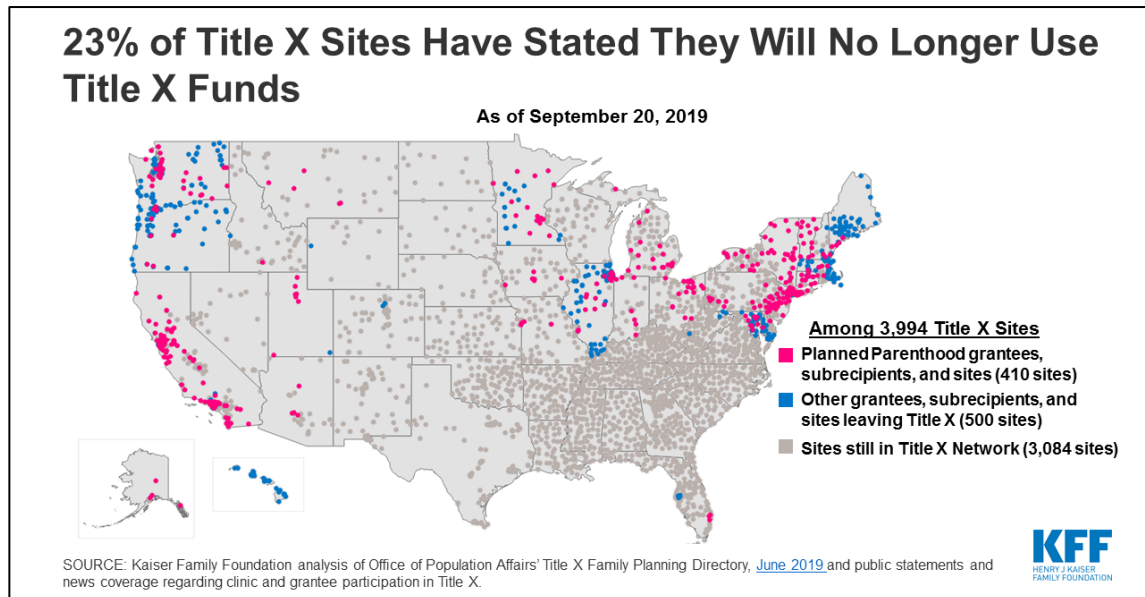 23% of Title X Sites Have Stated They Will No Longer Use
Title X Funds
As of September 20, 2019
Among 3,994 Title X Sites
Planned Parenthood grantees,
subrecipients, and sites (410 sites)
Other grantees, subrecipients, and
sites leaving Title X (500 sites)
Sites still in Title X Network (3,084 sites)
SOURCE: Kaiser Family Foundation analysis of Office of Population Affairs' Title X Family Planning Directory, June 2019 and public statements and
news coverage regarding clinic and grantee participation in Title X.
KFF
HENRY J KAISER
FAMILY FOUNDATION